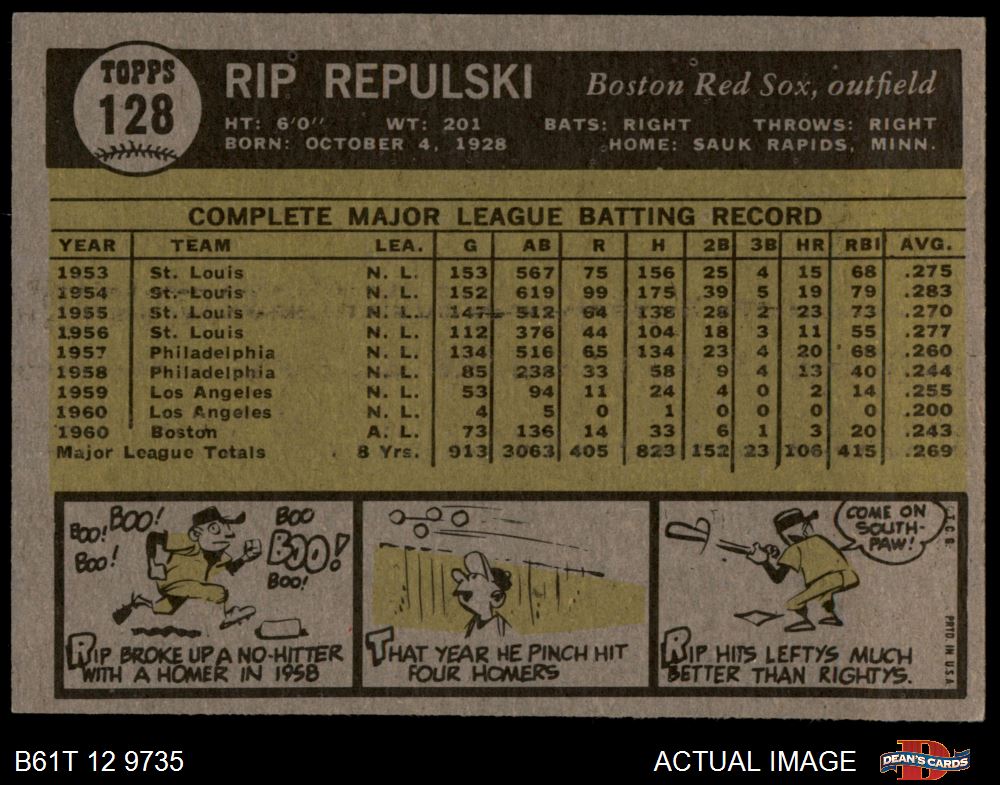 TOPPS
128
RIP REPULSKI Boston Red Sox, outfield
HT: 6'0" WT: 201 BATS: RIGHT THROWS: RIGHT
BORN: OCTOBER 4, 1928 HOME: SAUK RAPIDS, MINN.
COMPLETE MAJOR LEAGUE BATTING RECORD
YEAR TEAM LEA. G AB R H 2B 3B HR RBI AVG.
1953 St. Louis N. L. 153 567 75 156 25 4 15 68 .275
1954 St. Louis N. L. 152 619 99 175 39 5 19 79 .283
1955 St. Louis N. L. 147 512 64 138 28 2 23 73 .270
1956 St. Louis N. L. 112 376 44 104 18 3 11 55 .277
1957 Philadelphia N. L. 134 516 65 134 23 4 20 68 .260
1958 Philadelphia N. L. 85 238 33 58 9 4 13 40 .244
1959 Los Angeles N. L. 53 94 11 24 4 0 2 14 .255
1960 Los Angeles N. L. 4 5 0 1 0 0 0 0 .200
1960 Boston A. L. 73 136 14 33 6 1 3 20 .243
Major League Totals 8 Yrs. 913 3063 405 823 152 23 106 415 .269
BOO! BOO! BOO
BOO! BOO!
BOO!
RIP BROKE UP A NO-HITTER
WITH A HOMER IN 1958
THAT YEAR HE PINCH HIT
FOUR HOMERS
COME ON
SOUTH-
PAW!
RIP HITS LEFTYS MUCH
BETTER THAN RIGHTYS.
T.C.G.
PRTD. IN U.S.A.
B61T 12 9735 ACTUAL IMAGE
D
DEAN'S CARDS